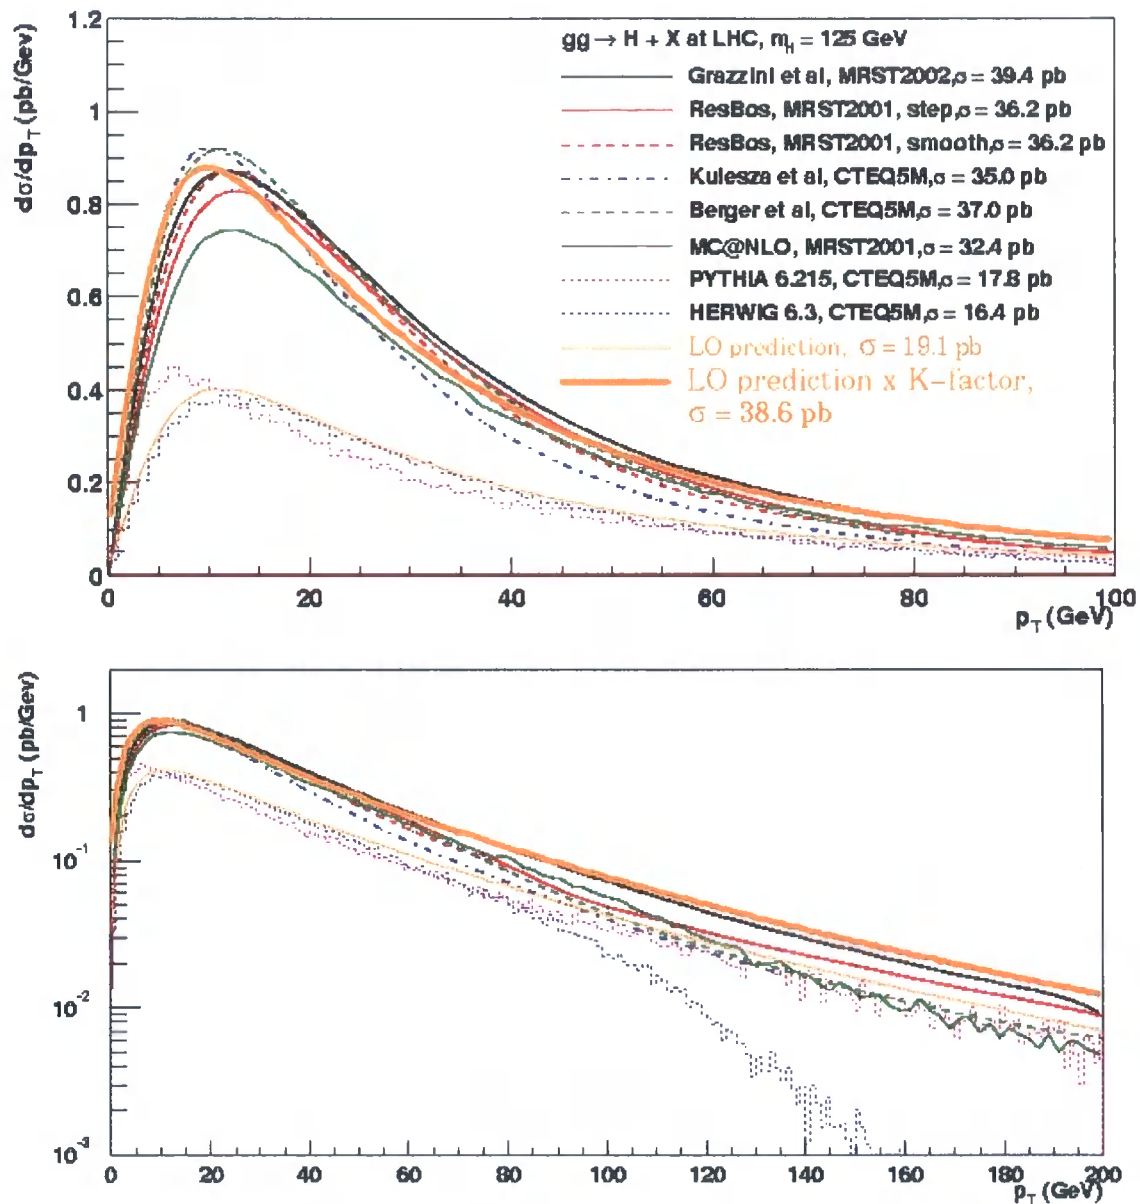 1.2
1
0.8
0.6
0.4
0.2
0
dσ/dp_T (pb/Gev)
gg → H + X at LHC, m_H = 125 GeV
Grazzini et al, MRST2002,σ = 39.4 pb
ResBos, MRST2001, step,σ = 36.2 pb
ResBos, MRST2001, smooth,σ = 36.2 pb
Kulesza et al, CTEQ5M,σ = 35.0 pb
Berger et al, CTEQ5M,σ = 37.0 pb
MC@NLO, MRST2001,σ = 32.4 pb
PYTHIA 6.215, CTEQ5M,σ = 17.8 pb
HERWIG 6.3, CTEQ5M,σ = 16.4 pb
LO prediction, σ = 19.1 pb
LO prediction x K-factor,
σ = 38.6 pb
0 20 40 60 80 100
p_T (GeV)
dσ/dp_T (pb/Gev)
1
10^-1
10^-2
10^-3
0 20 40 60 80 100 120 140 160 180 200
p_T (GeV)